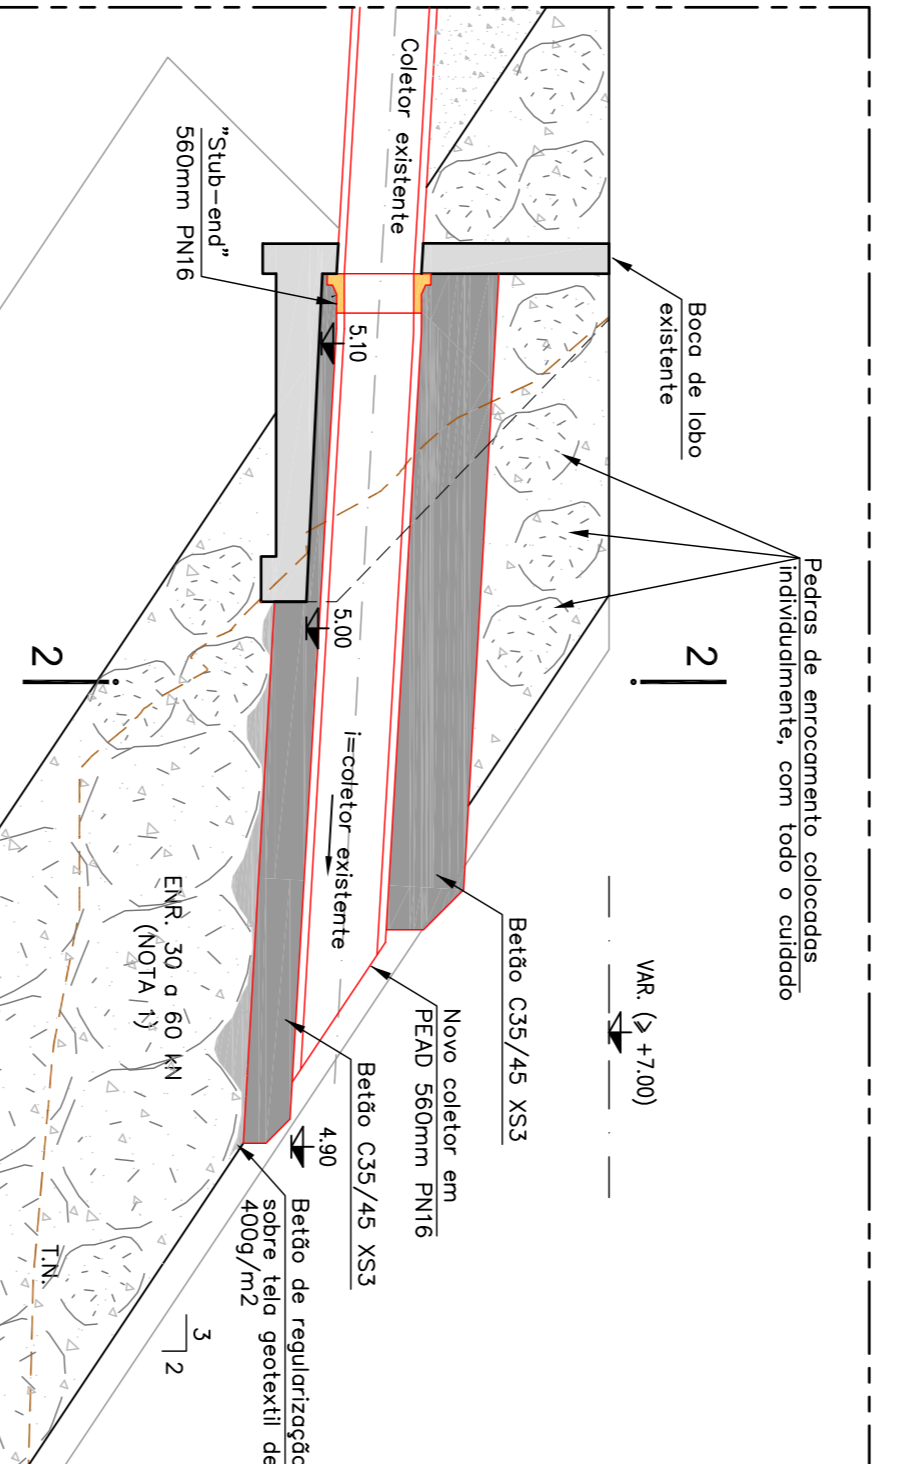 Pedras de enrocamento colocadas
individualmente, com todo o cuidado
Boca de lobo
existente
Coletor existente
"Stub-end"
560mm PN16
5.10
5.00
4.90
VAR. (≥ +7.00)
2
2
i=coletor existente
Betão C35/45 XS3
Novo coletor em
PEAD 560mm PN16
Betão C35/45 XS3
Betão de regularização
sobre tela geotextil de
400g/m2
ENR. 30 a 60 kN
(NOTA 1)
T.N.
3
2